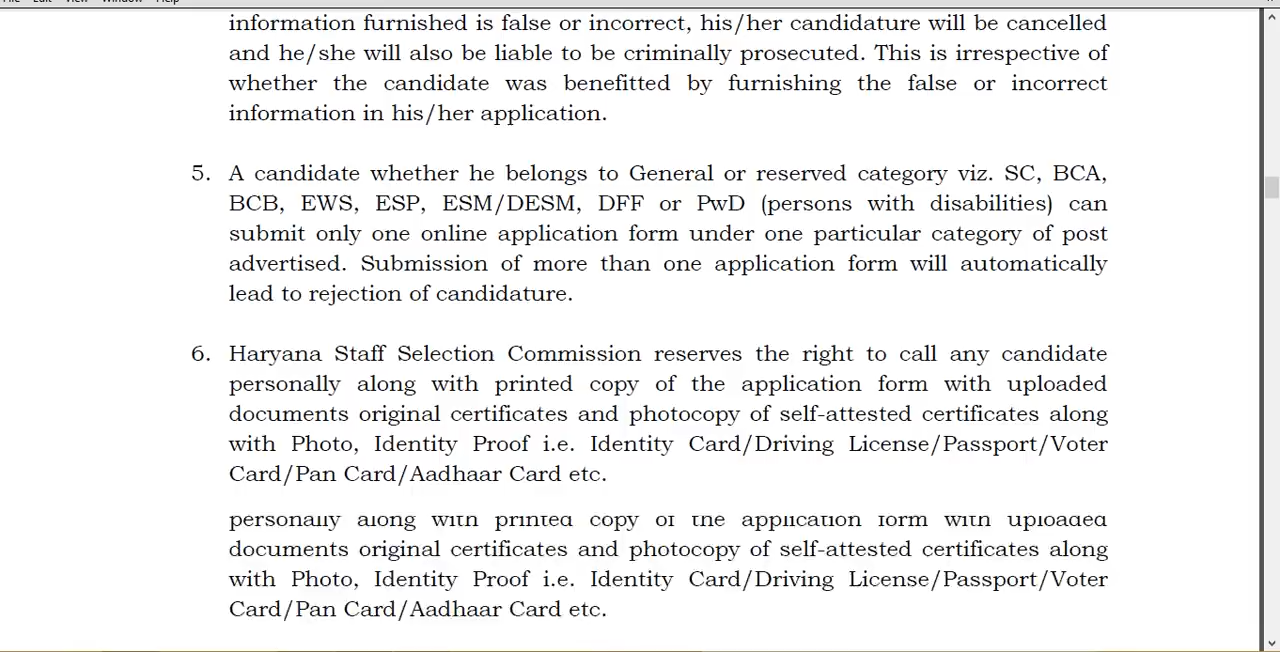 information furnished is false or incorrect, his/her candidature will be cancelled
and he/she will also be liable to be criminally prosecuted. This is irrespective of
whether the candidate was benefitted by furnishing the false or incorrect
information in his/her application.
5. A candidate whether he belongs to General or reserved category viz. SC, BCA,
BCB, EWS, ESP, ESM/DESM, DFF or PwD (persons with disabilities) can
submit only one online application form under one particular category of post
advertised. Submission of more than one application form will automatically
lead to rejection of candidature.
6. Haryana Staff Selection Commission reserves the right to call any candidate
personally along with printed copy of the application form with uploaded
documents original certificates and photocopy of self-attested certificates along
with Photo, Identity Proof i.e. Identity Card/Driving License/Passport/Voter
Card/Pan Card/Aadhaar Card etc.
personally along with printed copy of the application form with uploaded
documents original certificates and photocopy of self-attested certificates along
with Photo, Identity Proof i.e. Identity Card/Driving License/Passport/Voter
Card/Pan Card/Aadhaar Card etc.